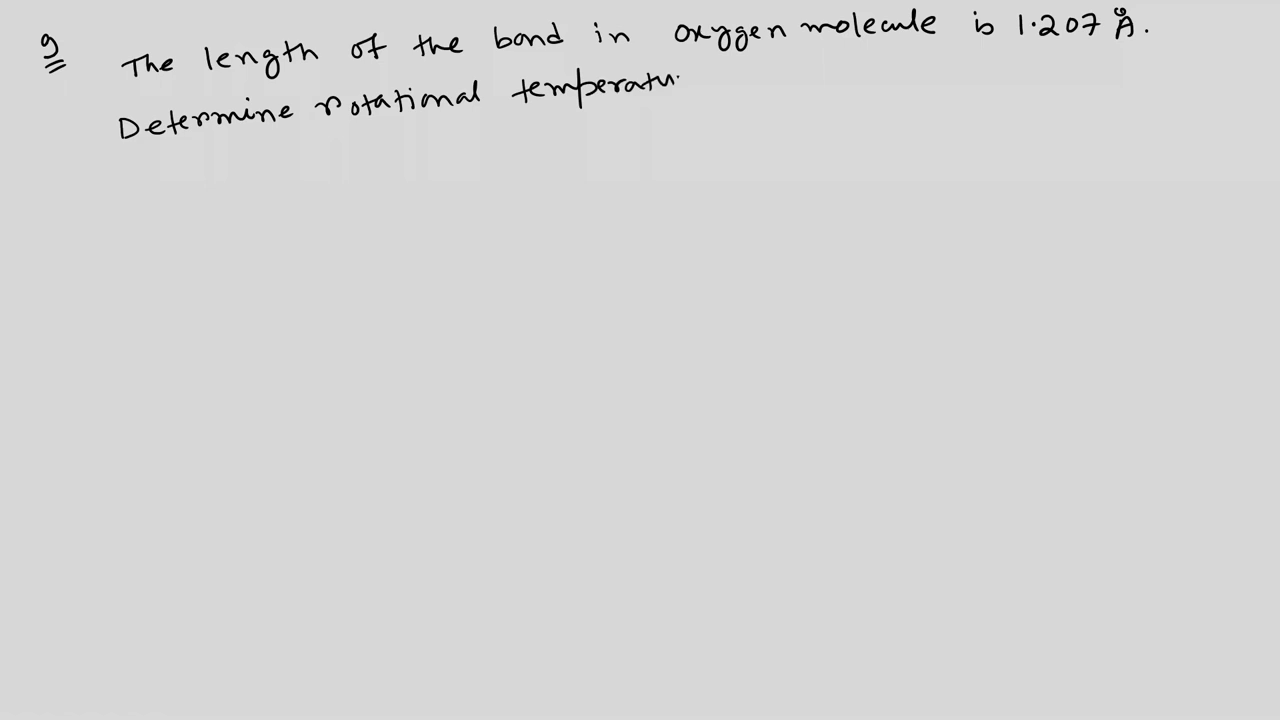 9 The length of the bond in oxygen molecule is 1.207 Å.
Determine rotational temperatu